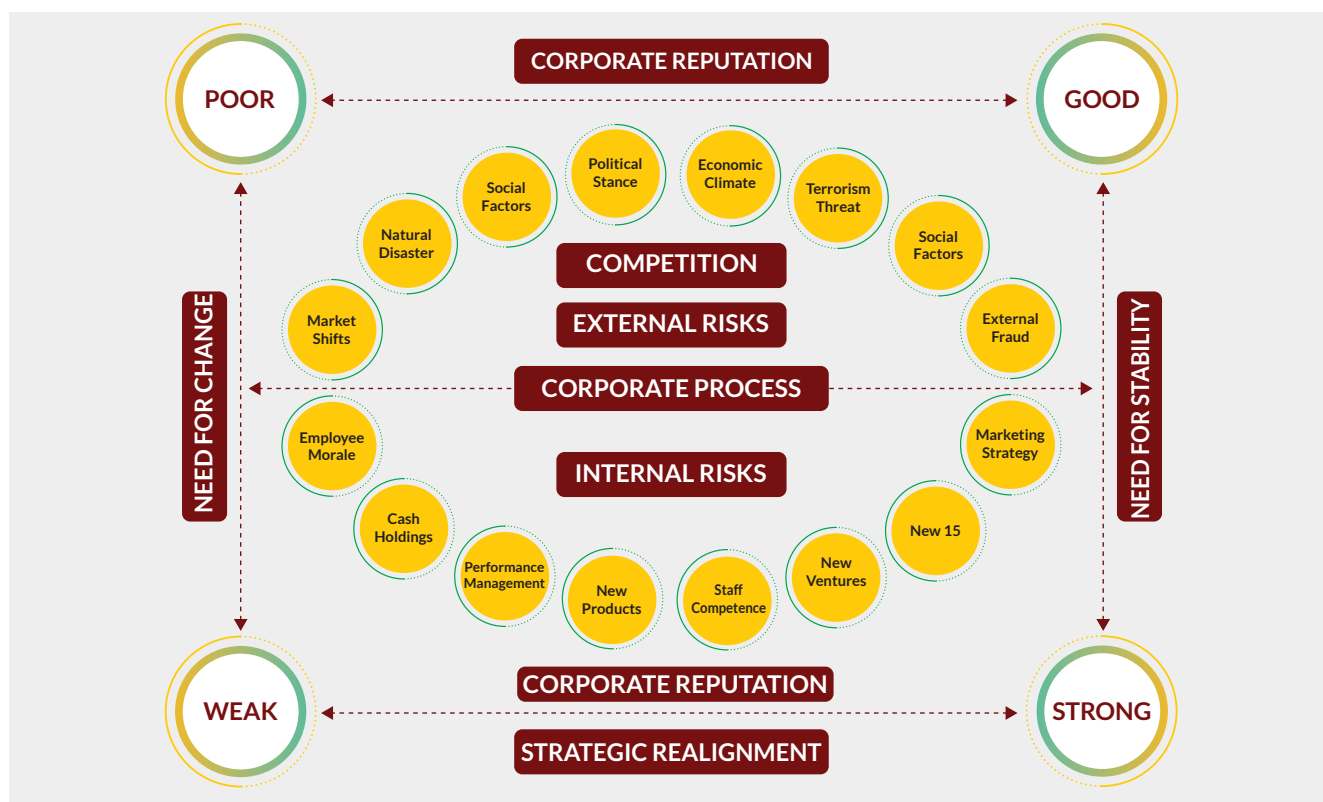 CORPORATE REPUTATION
POOR
GOOD
Political
Stance
Economic
Climate
Social
Factors
Terrorism
Threat
Natural
Disaster
Social
Factors
COMPETITION
Market
Shifts
EXTERNAL RISKS
External
Fraud
NEED FOR CHANGE
CORPORATE PROCESS
NEED FOR STABILITY
Employee
Morale
INTERNAL RISKS
Marketing
Strategy
Cash
Holdings
New 15
Performance
Management
New
Products
Staff
Competence
New
Ventures
CORPORATE REPUTATION
WEAK
STRONG
STRATEGIC REALIGNMENT